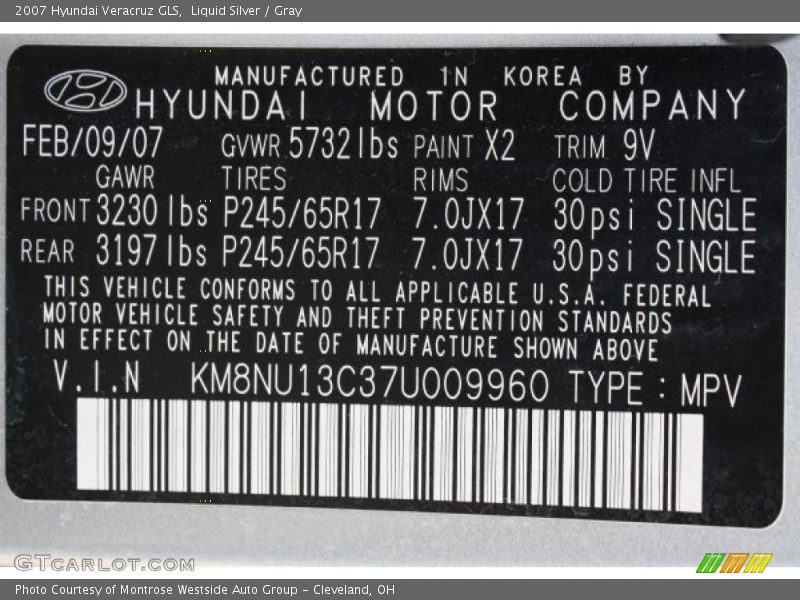 2007 Hyundai Veracruz GLS,  Liquid Silver / Gray
MANUFACTURED IN KOREA BY
HYUNDAI MOTOR COMPANY
FEB/09/07 GVWR 5732 lbs PAINT X2 TRIM 9V
GAWR TIRES RIMS COLD TIRE INFL
FRONT 3230 lbs P245/65R17 7.0JX17 30psi SINGLE
REAR 3197 lbs P245/65R17 7.0JX17 30psi SINGLE
THIS VEHICLE CONFORMS TO ALL APPLICABLE U.S.A. FEDERAL
MOTOR VEHICLE SAFETY AND THEFT PREVENTION STANDARDS
IN EFFECT ON THE DATE OF MANUFACTURE SHOWN ABOVE
V.I.N KM8NU13C37U009960 TYPE : MPV
GTCARLOT.COM
Photo Courtesy of Montrose Westside Auto Group - Cleveland, OH